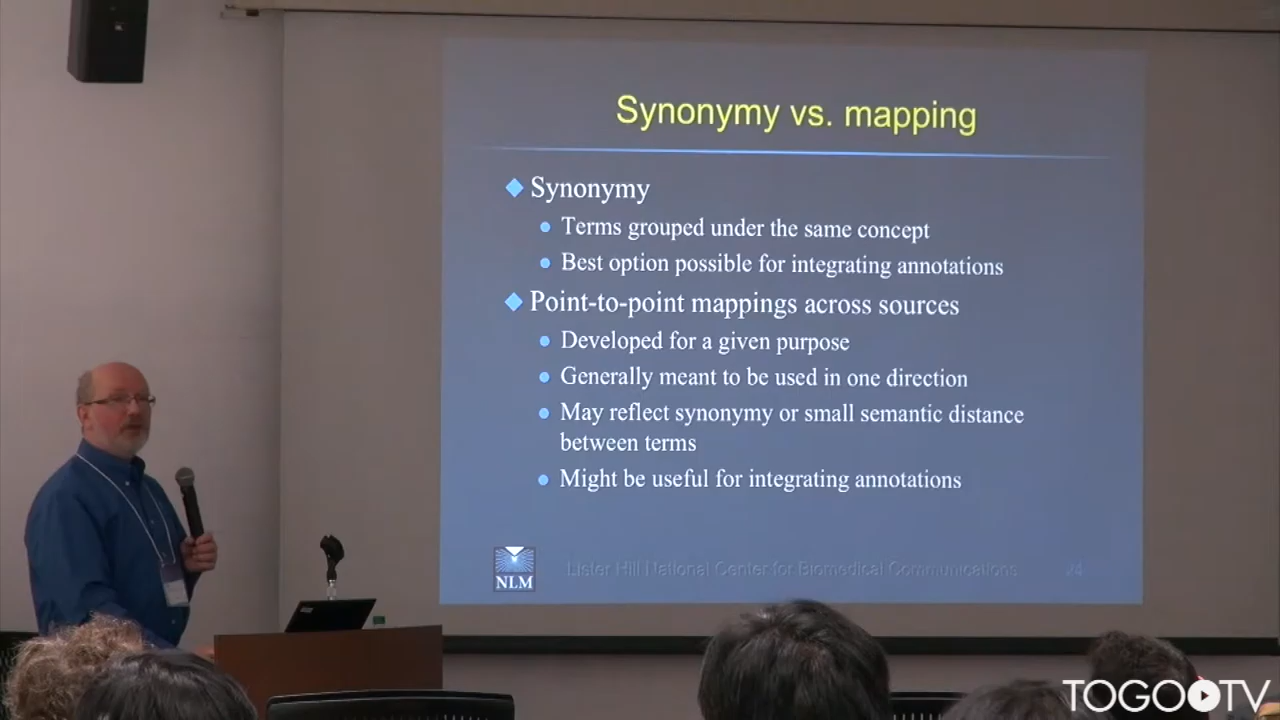 Synonymy vs. mapping
Synonymy
Terms grouped under the same concept
Best option possible for integrating annotations
Point-to-point mappings across sources
Developed for a given purpose
Generally meant to be used in one direction
May reflect synonymy or small semantic distance
between terms
Might be useful for integrating annotations
NLM
Lister Hill National Center for Biomedical Communications 24
TOGOTV